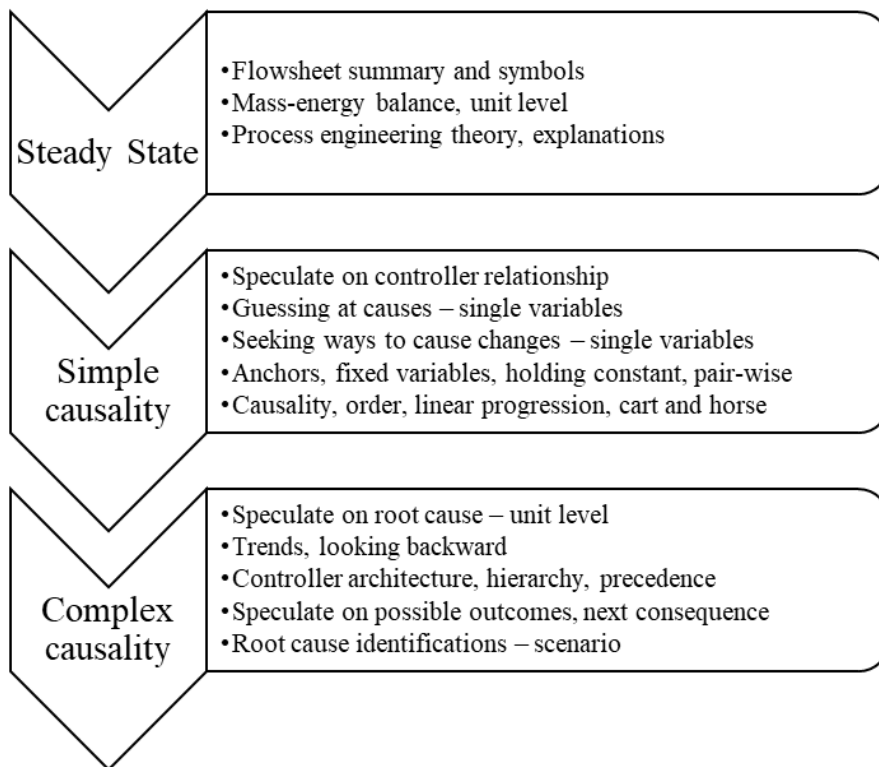 Steady State
•Flowsheet summary and symbols
•Mass-energy balance, unit level
•Process engineering theory, explanations
Simple
causality
•Speculate on controller relationship
•Guessing at causes – single variables
•Seeking ways to cause changes – single variables
•Anchors, fixed variables, holding constant, pair-wise
•Causality, order, linear progression, cart and horse
Complex
causality
•Speculate on root cause – unit level
•Trends, looking backward
•Controller architecture, hierarchy, precedence
•Speculate on possible outcomes, next consequence
•Root cause identifications – scenario